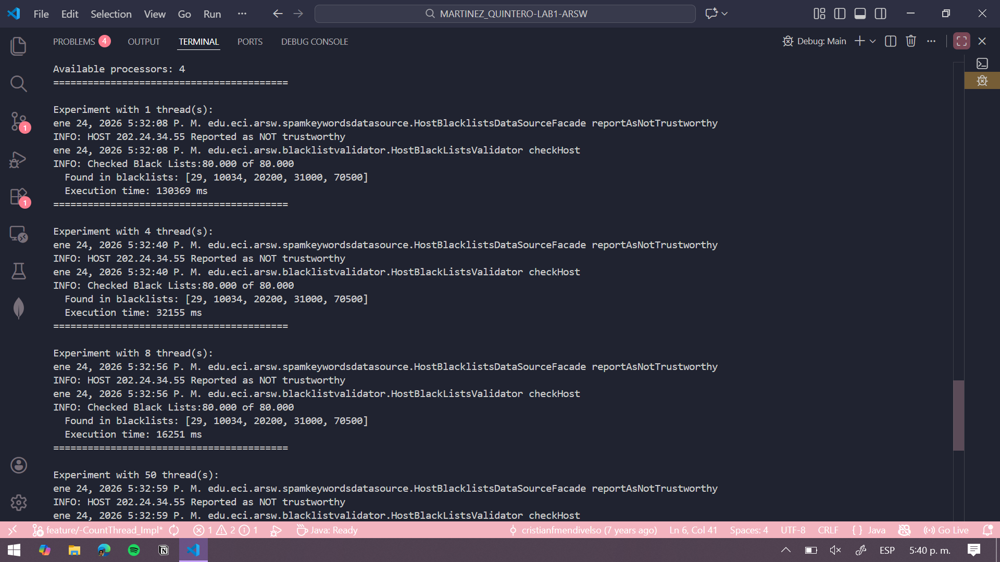 File Edit Selection View Go Run ··· MARTINEZ_QUINTERO-LAB1-ARSW
PROBLEMS 4 OUTPUT TERMINAL PORTS DEBUG CONSOLE Debug: Main
Available processors: 4
=========================================
Experiment with 1 thread(s):
ene 24, 2026 5:32:08 P. M. edu.eci.arsw.spamkeywordsdatasource.HostBlacklistsDataSourceFacade reportAsNotTrustworthy
INFO: HOST 202.24.34.55 Reported as NOT trustworthy
ene 24, 2026 5:32:08 P. M. edu.eci.arsw.blacklistvalidator.HostBlackListsValidator checkHost
INFO: Checked Black Lists:80.000 of 80.000
Found in blacklists: [29, 10034, 20200, 31000, 70500]
Execution time: 130369 ms
=========================================
Experiment with 4 thread(s):
ene 24, 2026 5:32:40 P. M. edu.eci.arsw.spamkeywordsdatasource.HostBlacklistsDataSourceFacade reportAsNotTrustworthy
INFO: HOST 202.24.34.55 Reported as NOT trustworthy
ene 24, 2026 5:32:40 P. M. edu.eci.arsw.blacklistvalidator.HostBlackListsValidator checkHost
INFO: Checked Black Lists:80.000 of 80.000
Found in blacklists: [29, 10034, 20200, 31000, 70500]
Execution time: 32155 ms
=========================================
Experiment with 8 thread(s):
ene 24, 2026 5:32:56 P. M. edu.eci.arsw.spamkeywordsdatasource.HostBlacklistsDataSourceFacade reportAsNotTrustworthy
INFO: HOST 202.24.34.55 Reported as NOT trustworthy
ene 24, 2026 5:32:56 P. M. edu.eci.arsw.blacklistvalidator.HostBlackListsValidator checkHost
INFO: Checked Black Lists:80.000 of 80.000
Found in blacklists: [29, 10034, 20200, 31000, 70500]
Execution time: 16251 ms
=========================================
Experiment with 50 thread(s):
ene 24, 2026 5:32:59 P. M. edu.eci.arsw.spamkeywordsdatasource.HostBlacklistsDataSourceFacade reportAsNotTrustworthy
INFO: HOST 202.24.34.55 Reported as NOT trustworthy
ene 24, 2026 5:32:59 P. M. edu.eci.arsw.blacklistvalidator.HostBlackListsValidator checkHost
1
1
feature/-CountThread_Impl* 1 2 1 Java: Ready cristianfmendivelso (7 years ago) Ln 6, Col 41 Spaces: 4 UTF-8 CRLF { } Java Go Live
ESP 5:40 p. m.